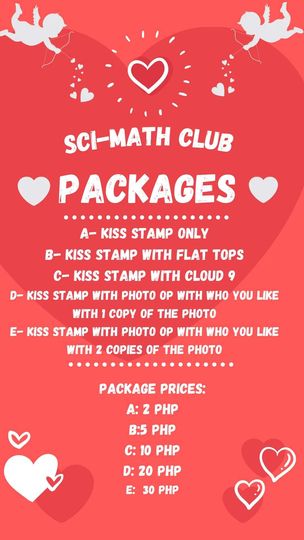 SCI-MATH CLUB
PACKAGES
A- KISS STAMP ONLY
B- KISS STAMP WITH FLAT TOPS
C- KISS STAMP WITH CLOUD 9
D- KISS STAMP WITH PHOTO OP WITH WHO YOU LIKE
WITH 1 COPY OF THE PHOTO
E- KISS STAMP WITH PHOTO OP WITH WHO YOU LIKE
WITH 2 COPIES OF THE PHOTO
PACKAGE PRICES:
A: 2 PHP
B:5 PHP
C: 10 PHP
D: 20 PHP
E: 30 PHP